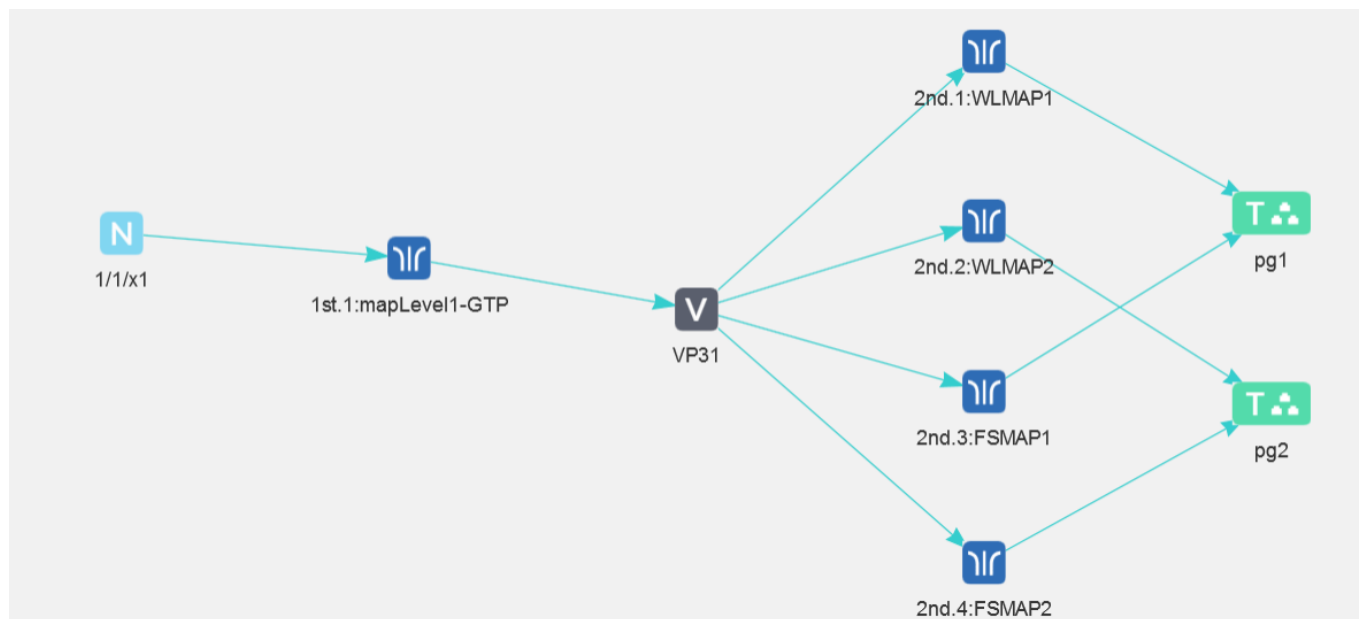 2nd.1:WLMAP1
N
1/1/x1
1st.1:mapLevel1-GTP
V
VP31
2nd.2:WLMAP2
T
pg1
2nd.3:FSMAP1
T
pg2
2nd.4:FSMAP2